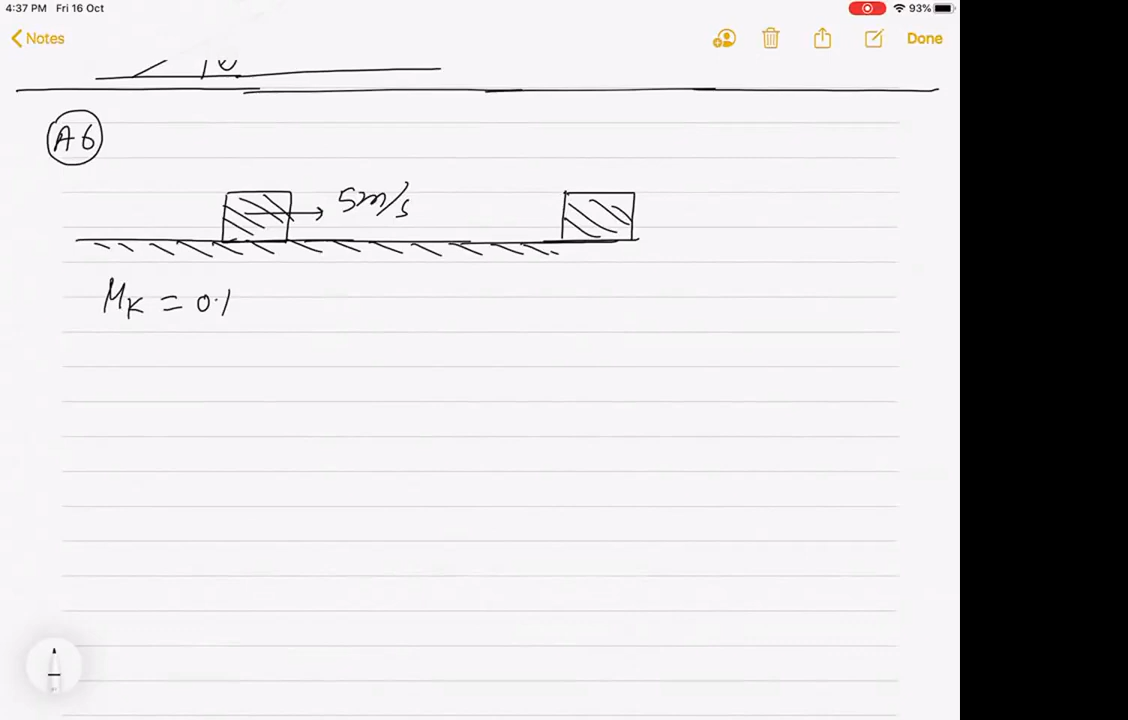 4:37 PM Fri 16 Oct
93%
Notes
Done
A6
5m/s
μk = 0.1